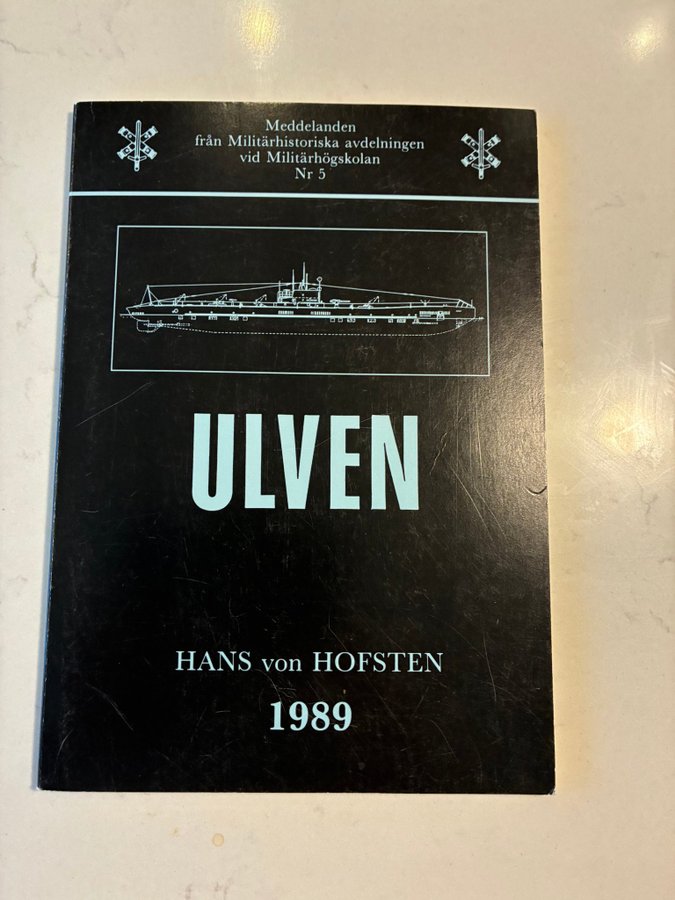 Meddelanden
från Militärhistoriska avdelningen
vid Militärhögskolan
Nr 5
ULVEN
HANS von HOFSTEN
1989